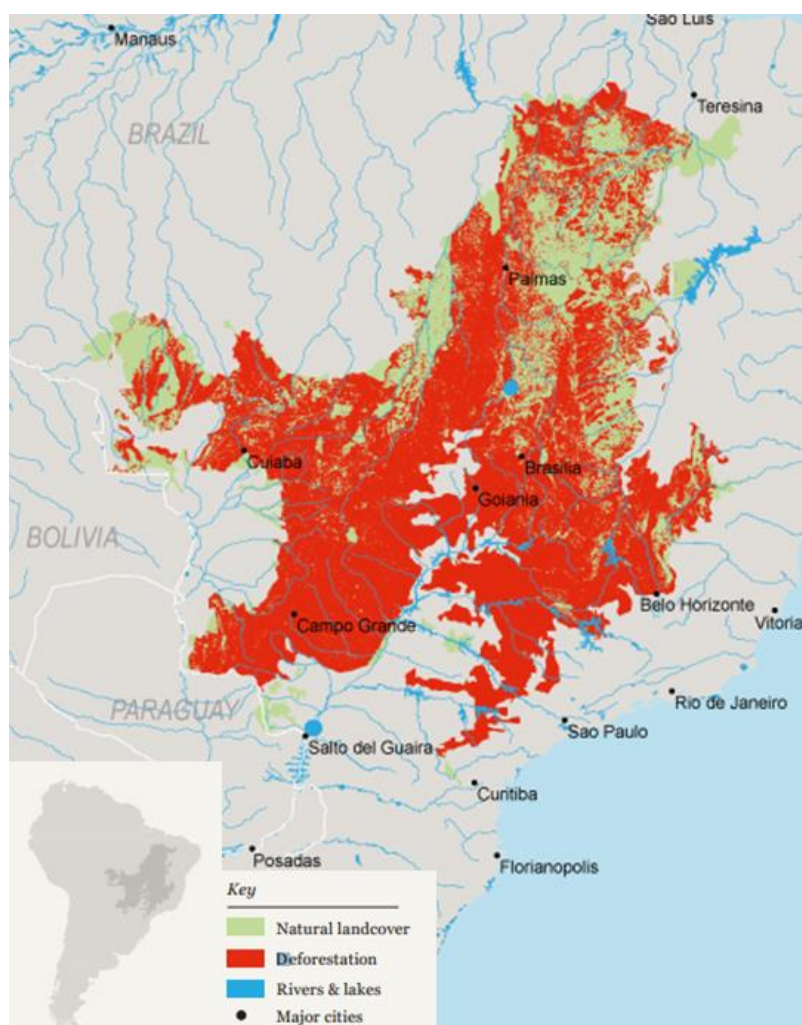 Sao Luis
Manaus
Teresina
BRAZIL
Palmas
Cuiaba
Brasilia
Goiania
BOLIVIA
Belo Horizonte
Vitoria
Campo Grande
PARAGUAY
Rio de Janeiro
Sao Paulo
Salto del Guaira
Curitiba
Posadas
Florianopolis
Key
Natural landcover
Deforestation
Rivers & lakes
Major cities